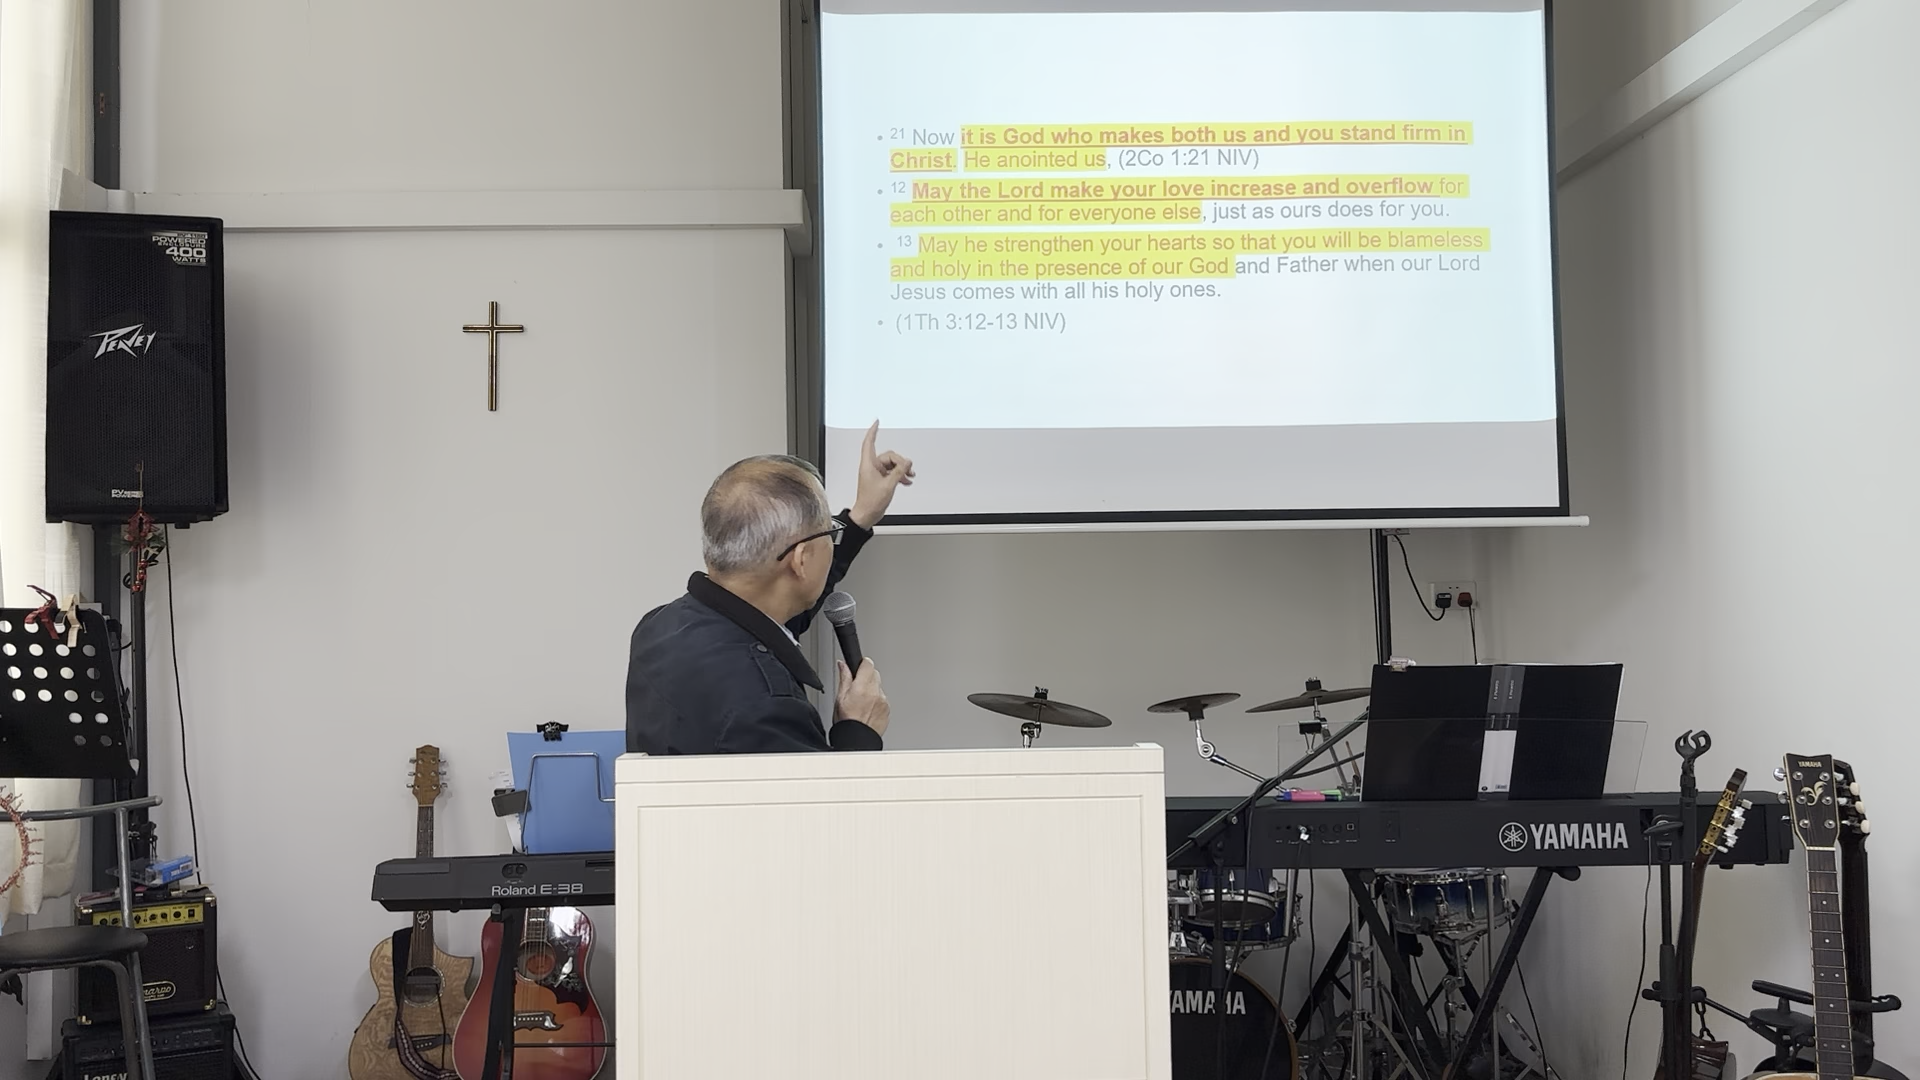 21 Now it is God who makes both us and you stand firm in
Christ. He anointed us, (2Co 1:21 NIV)
12 May the Lord make your love increase and overflow for
each other and for everyone else, just as ours does for you.
13 May he strengthen your hearts so that you will be blameless
and holy in the presence of our God and Father when our Lord
Jesus comes with all his holy ones.
(1Th 3:12-13 NIV)
POWERED
ENCLOSURE
400
WATTS
PEAVEY
Roland E-38
YAMAHA
YAMAHA
YAMAHA
Laney